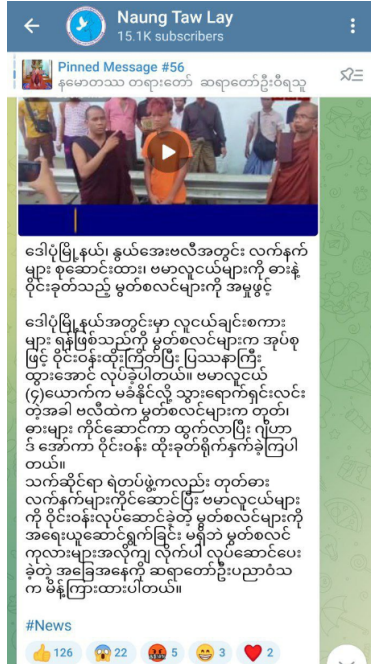 Naung Taw Lay
15.1K subscribers
Pinned Message #56
နမောတဿ တရားတော် ဆရာတော်ဦးဝီရသူ
ဒေါပုံမြို့နယ်၊ နွယ်အေးဗလီအတွင်း လက်နက်
များ စုဆောင်းထား၊ ဗမာလူငယ်များကို ဓားနဲ့
ဝိုင်းခုတ်သည့် မွတ်စလင်များကို အမှုဖွင့်
ဒေါပုံမြို့နယ်အတွင်းမှာ လူငယ်ချင်းစကား
များ ရန်ဖြစ်သည်ကို မွတ်စလင်များက အုပ်စု
ဖြင့် ဝိုင်းဝန်းထိုးကြိတ်ပြီး ပြဿနာကြီး
ထွားအောင် လုပ်ခဲ့ပါတယ်။ ဗမာလူငယ်
(၄)ယောက်က မခံနိုင်လို့ သွားရောက်ရှင်းလင်း
တဲ့အခါ ဗလီထဲက မွတ်စလင်များက တုတ်၊
ဓားများ ကိုင်ဆောင်ကာ ထွက်လာပြီး ဂျိဟာ
ဒ် အော်ကာ ဝိုင်းဝန်း ထိုးခုတ်ရိုက်နှက်ခဲ့ကြပါ
တယ်။
သက်ဆိုင်ရာ ရဲတပ်ဖွဲ့ကလည်း တုတ်ဓား
လက်နက်များကိုင်ဆောင်ပြီး ဗမာလူငယ်များ
ကို ဝိုင်းဝန်းလုပ်ဆောင်ခဲ့တဲ့ မွတ်စလင်များကို
အရေးယူဆောင်ရွက်ခြင်း မရှိဘဲ မွတ်စလင်
ကုလားများအလိုကျ လိုက်ပါ လုပ်ဆောင်ပေး
ခဲ့တဲ့ အခြေအနေကို ဆရာတော်ဦးပညာဝံသ
က မိန့်ကြားထားပါတယ်။
#News
126 22 5 3 2